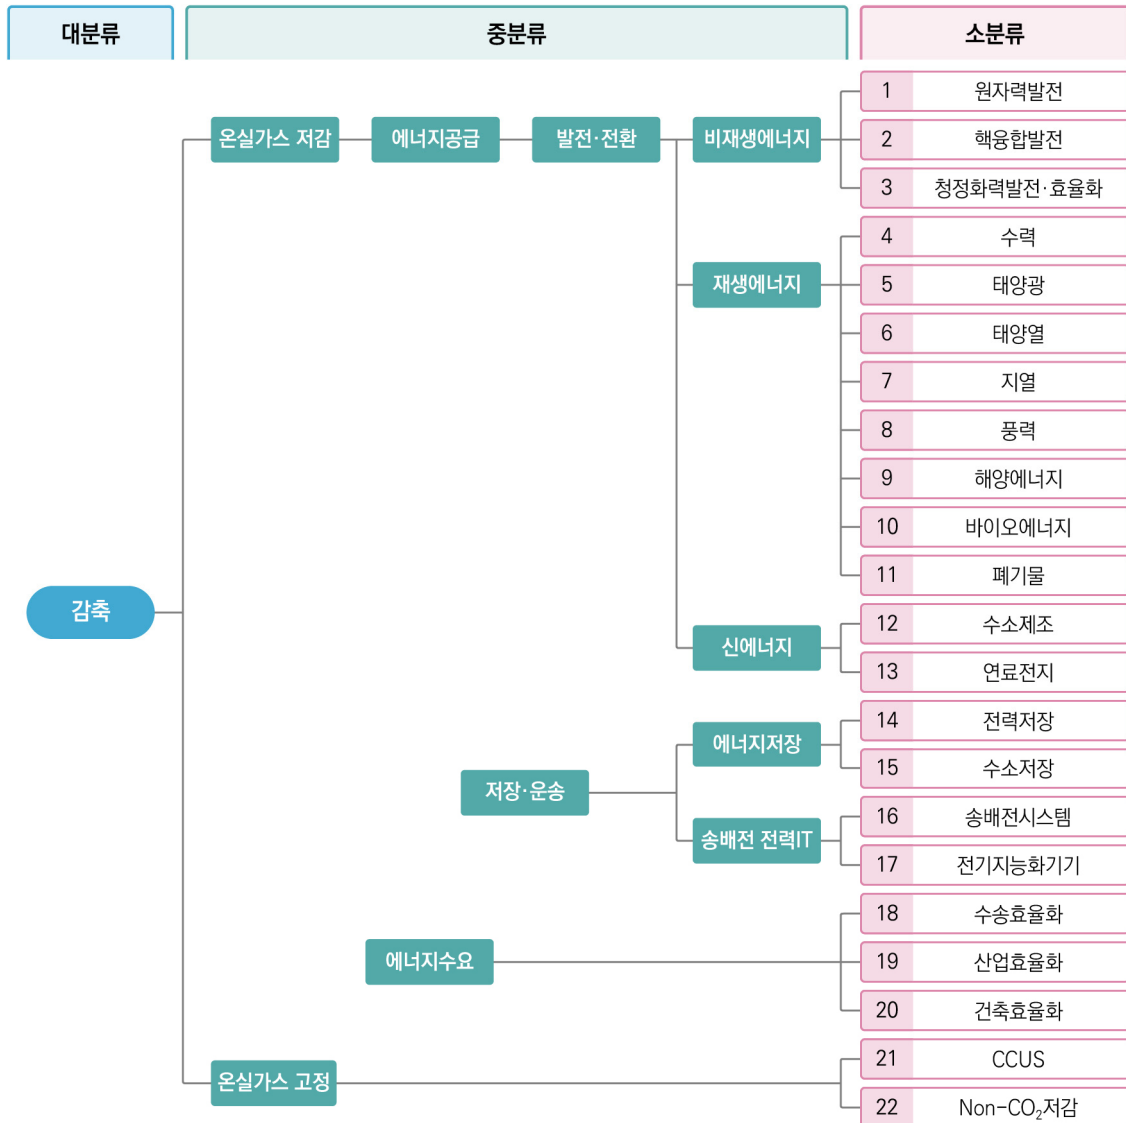 대분류 중분류 소분류
1 원자력발전
온실가스 저감 에너지공급 발전·전환 비재생에너지 2 핵융합발전
3 청정화력발전·효율화
4 수력
재생에너지 5 태양광
6 태양열
7 지열
8 풍력
9 해양에너지
10 바이오에너지
11 폐기물
감축
12 수소제조
신에너지
13 연료전지
14 전력저장
에너지저장
15 수소저장
저장·운송
16 송배전시스템
송배전 전력IT
17 전기지능화기기
18 수송효율화
에너지수요 19 산업효율화
20 건축효율화
21 CCUS
온실가스 고정
22 Non-CO₂저감